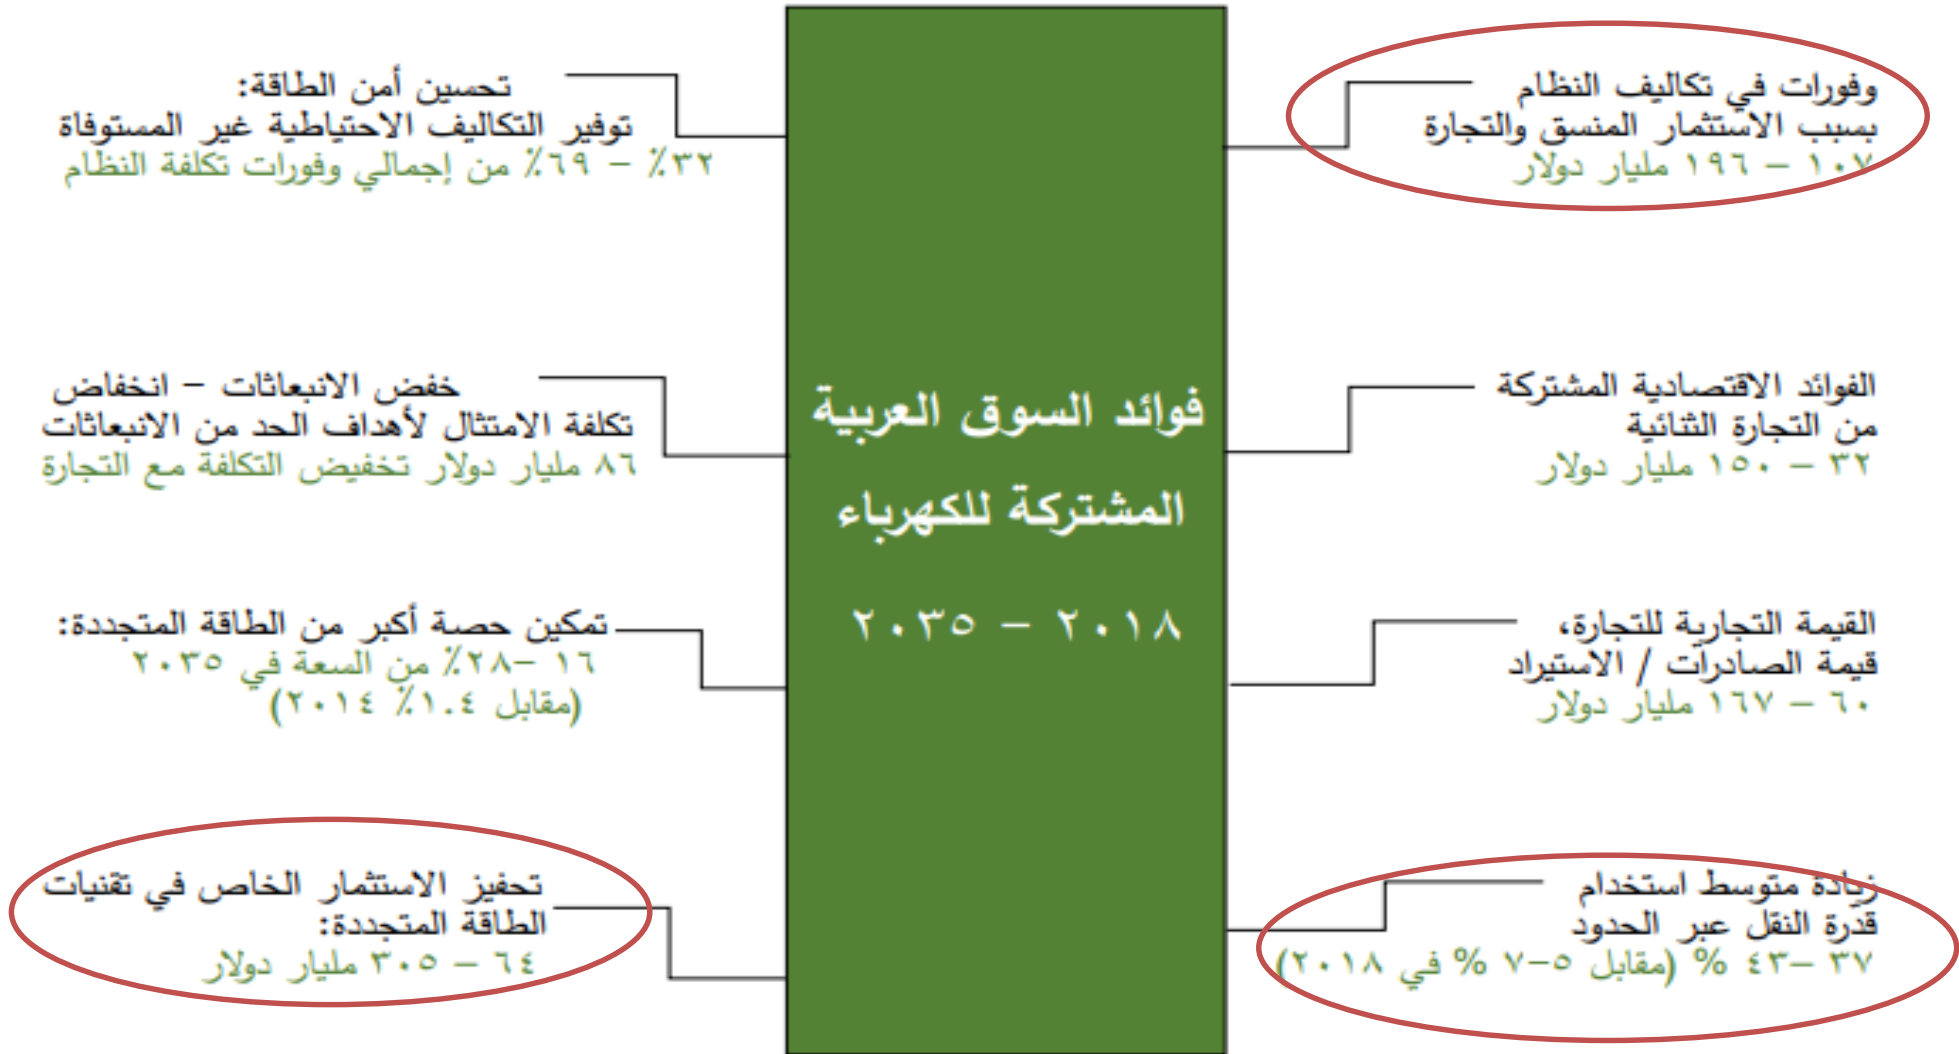 وفورات في تكاليف النظام
بسبب الاستثمار المنسق والتجارة
١٠٧ – ١٩٦ مليار دولار
الفوائد الاقتصادية المشتركة
من التجارة الثنائية
٣٢ – ١٥٠ مليار دولار
القيمة التجارية للتجارة،
قيمة الصادرات / الاستيراد
٦٠ – ١٦٧ مليار دولار
زيادة متوسط استخدام
قدرة النقل عبر الحدود
٣٧ –٤٣ % (مقابل ٥–٧ % في ٢٠١٨)
فوائد السوق العربية
المشتركة للكهرباء
٢٠١٨ – ٢٠٣٥
تحسين أمن الطاقة:
توفير التكاليف الاحتياطية غير المستوفاة
٣٢٪ – ٦٩٪ من إجمالي وفورات تكلفة النظام
خفض الانبعاثات – انخفاض
تكلفة الامتثال لأهداف الحد من الانبعاثات
٨٦ مليار دولار تخفيض التكلفة مع التجارة
تمكين حصة أكبر من الطاقة المتجددة:
١٦ –٢٨٪ من السعة في ٢٠٣٥
(مقابل ١.٤٪ ٢٠١٤)
تحفيز الاستثمار الخاص في تقنيات
الطاقة المتجددة:
٦٤ – ٣٠٥ مليار دولار